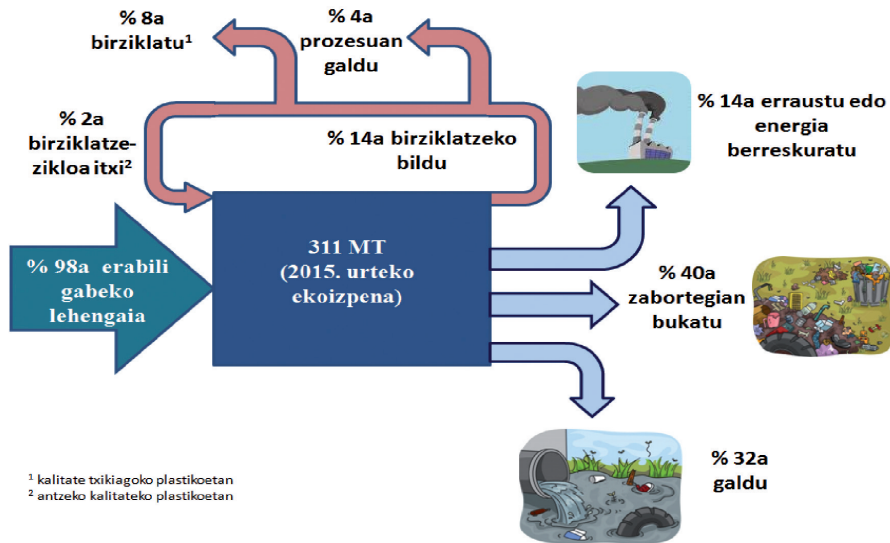 % 8a
birziklatu¹
% 4a
prozesuan
galdu
% 2a
birziklatze-
zikloa itxi²
% 14a birziklatzeko
bildu
% 14a erraustu edo
energia
berreskuratu
% 98a erabili
gabeko
lehengaia
311 MT
(2015. urteko
ekoizpena)
% 40a
zabortegian
bukatu
% 32a
galdu
¹ kalitate txikiagoko plastikoetan
² antzeko kalitateko plastikoetan